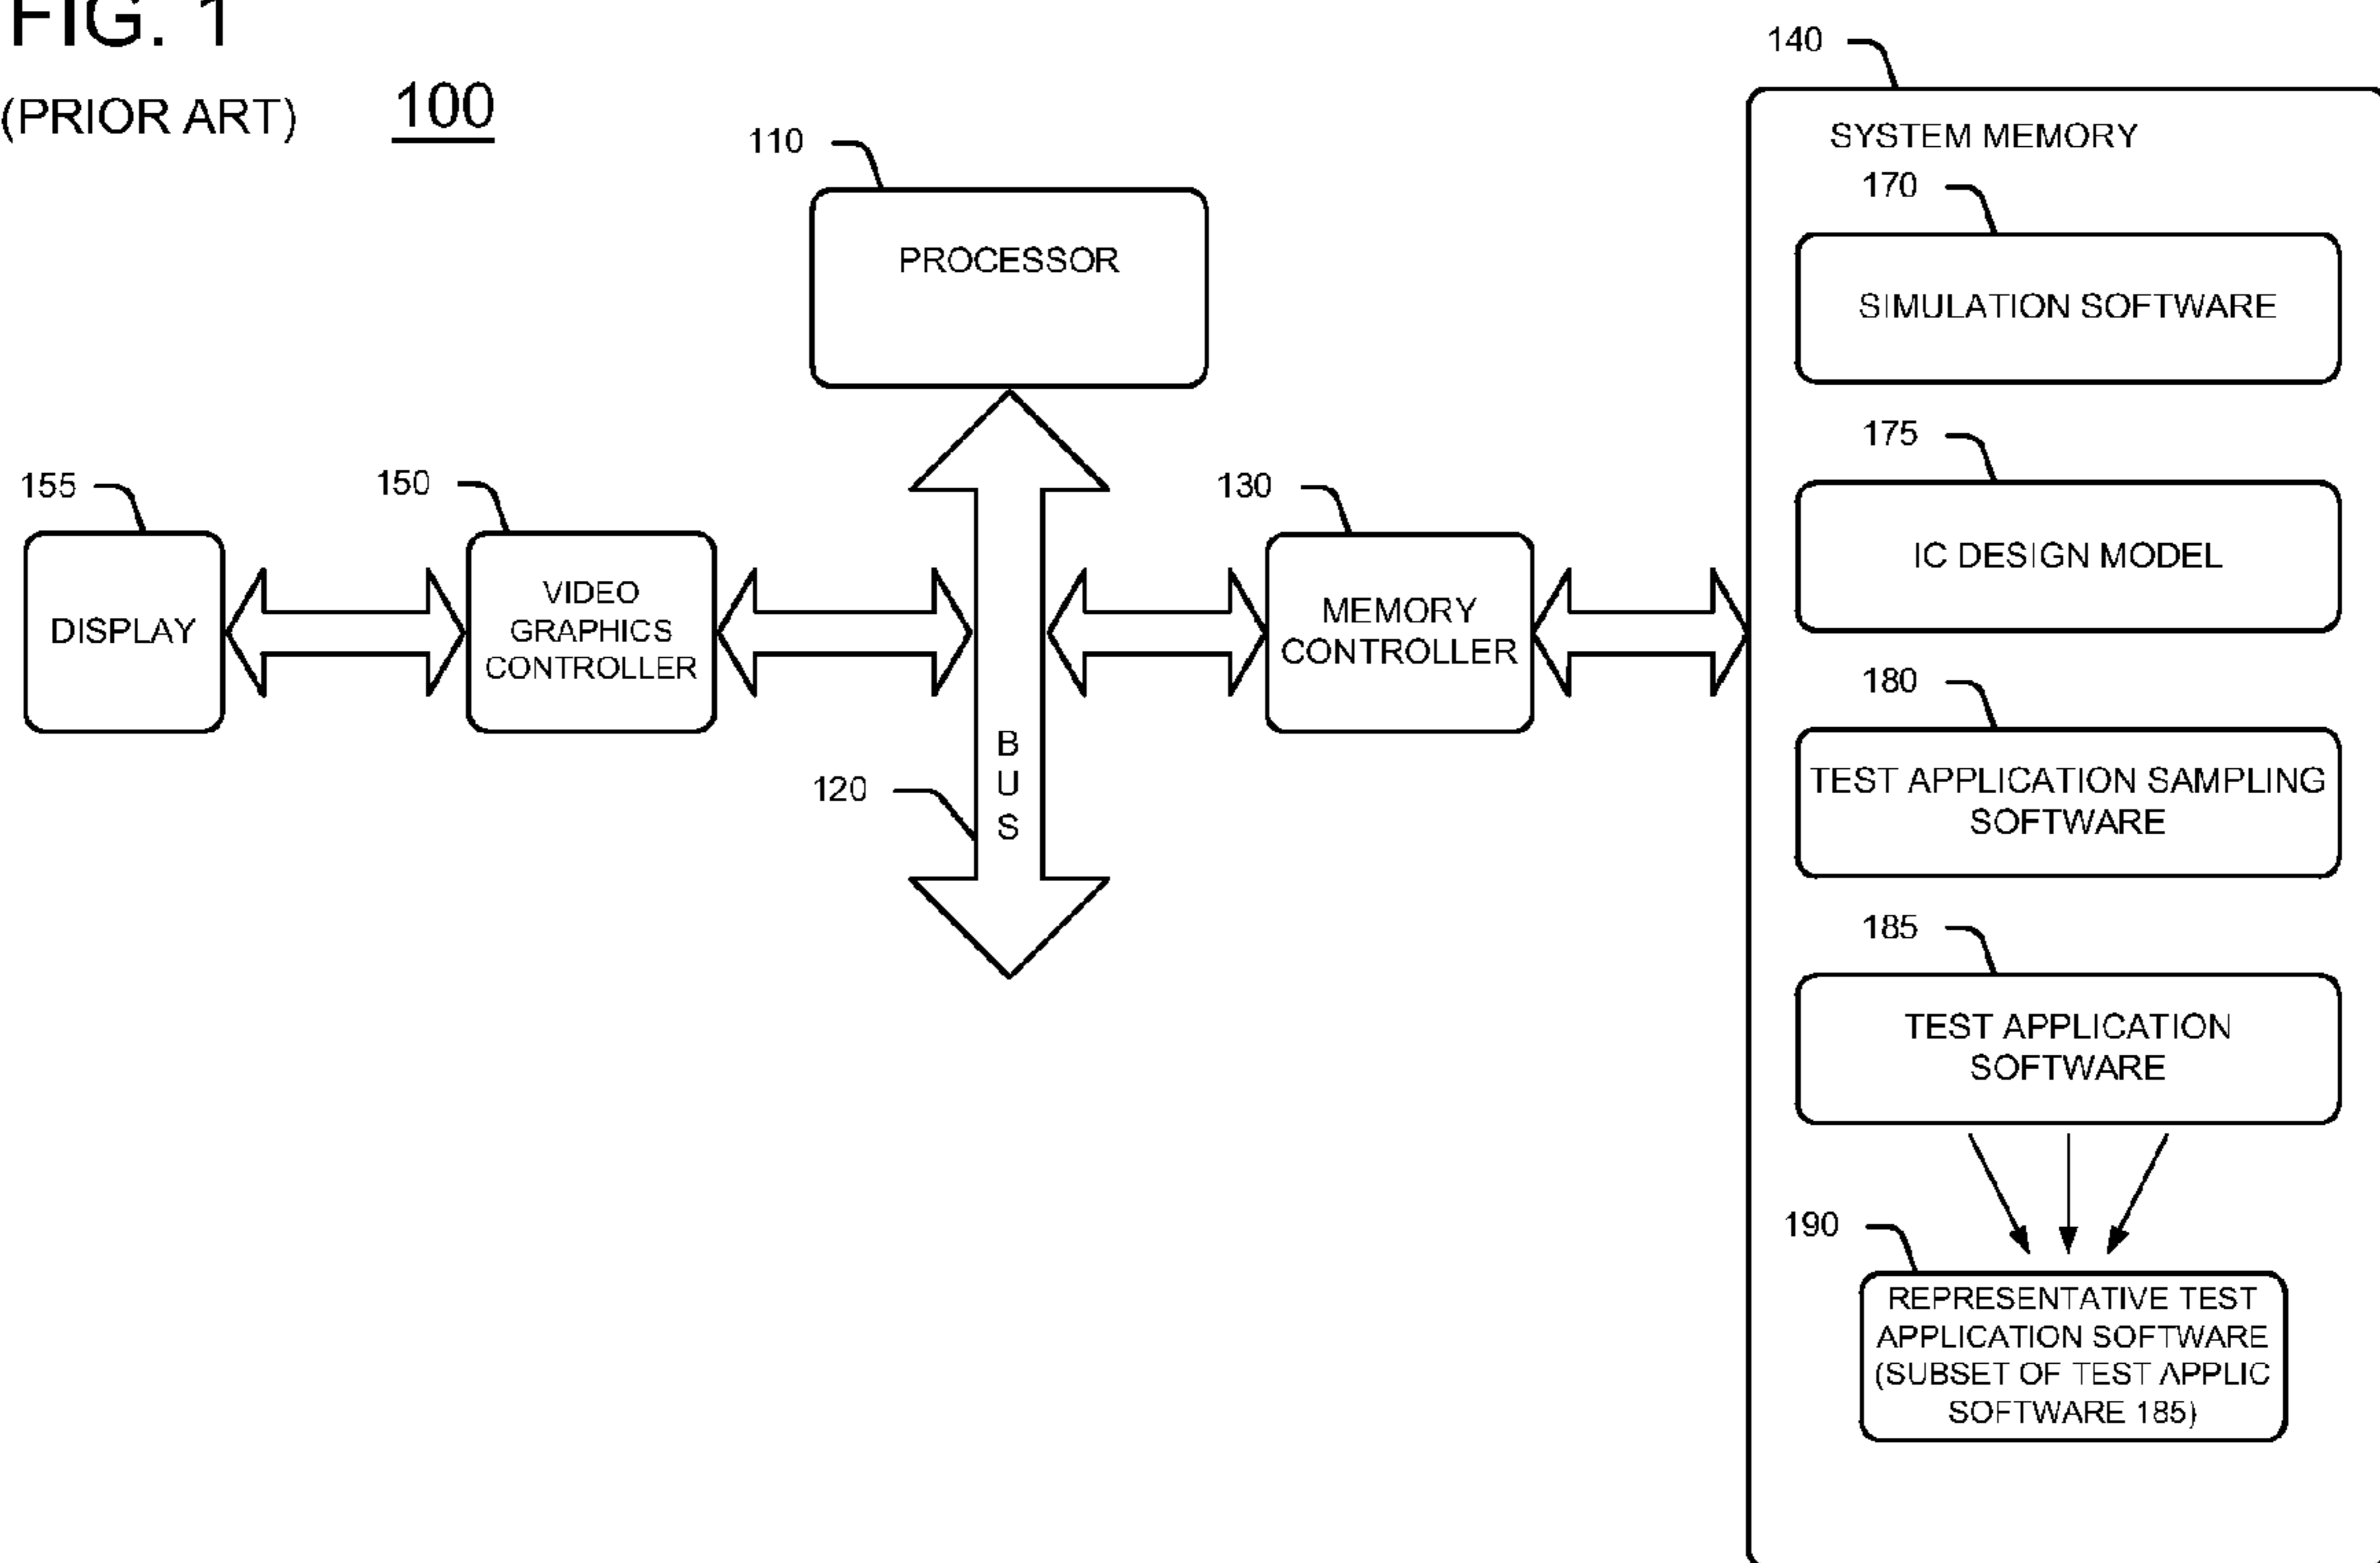 FIG. 1
(PRIOR ART)
100
140
SYSTEM MEMORY
110
PROCESSOR
170
SIMULATION SOFTWARE
175
IC DESIGN MODEL
155
DISPLAY
150
VIDEO
GRAPHICS
CONTROLLER
130
MEMORY
CONTROLLER
120
B
U
S
180
TEST APPLICATION SAMPLING
SOFTWARE
185
TEST APPLICATION
SOFTWARE
190
REPRESENTATIVE TEST
APPLICATION SOFTWARE
(SUBSET OF TEST APPLIC
SOFTWARE 185)